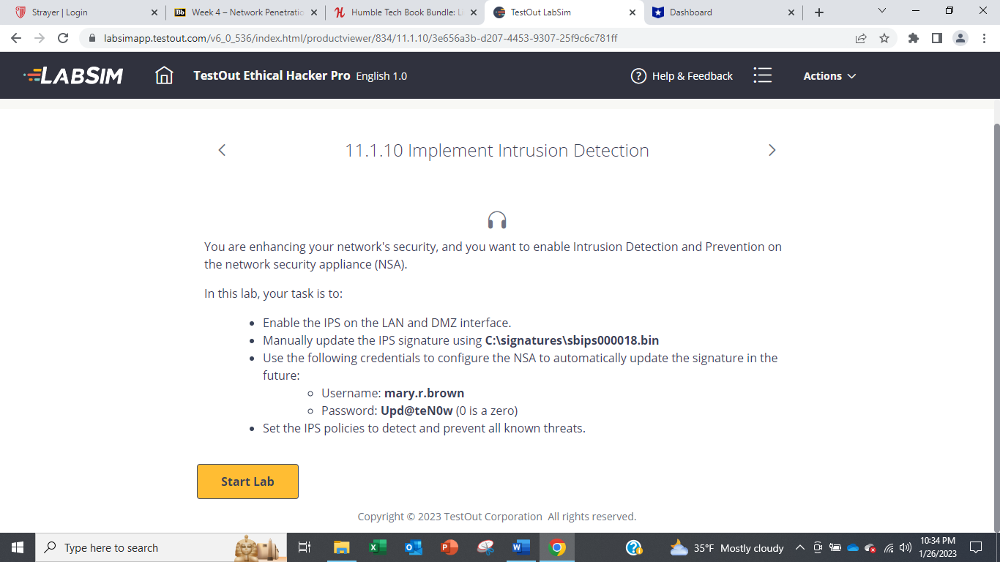 Strayer | Login
Week 4 – Network Penetratio
Humble Tech Book Bundle: Li
TestOut LabSim
Dashboard
labsimapp.testout.com/v6_0_536/index.html/productviewer/834/11.1.10/3e656a3b-d207-4453-9307-25f9c6c781ff
LABSIM
TestOut Ethical Hacker Pro English 1.0
Help & Feedback
Actions
11.1.10 Implement Intrusion Detection
You are enhancing your network's security, and you want to enable Intrusion Detection and Prevention on
the network security appliance (NSA).
In this lab, your task is to:
• Enable the IPS on the LAN and DMZ interface.
• Manually update the IPS signature using C:\signatures\sbips000018.bin
• Use the following credentials to configure the NSA to automatically update the signature in the
future:
◦ Username: mary.r.brown
◦ Password: Upd@teN0w (0 is a zero)
• Set the IPS policies to detect and prevent all known threats.
Start Lab
Copyright © 2023 TestOut Corporation All rights reserved.
Type here to search
35°F Mostly cloudy
10:34 PM
1/26/2023